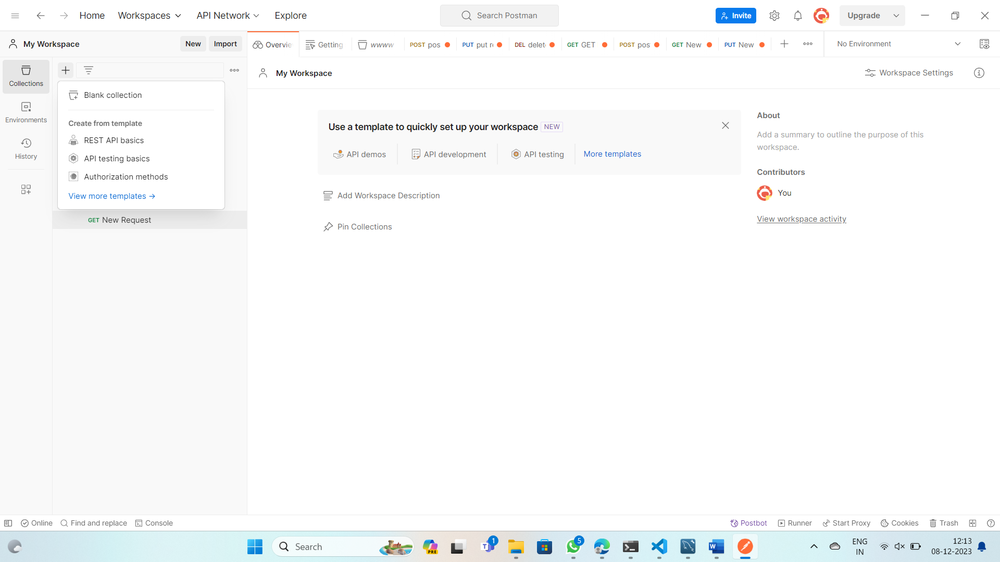 Home Workspaces API Network Explore Search Postman Invite Upgrade
My Workspace New Import Overvie Getting wwww POST pos PUT put r DEL delet GET GET POST pos GET New PUT New No Environment
Collections
Environments
History
Blank collection
Create from template
REST API basics
API testing basics
Authorization methods
View more templates →
GET New Request
My Workspace Workspace Settings
Use a template to quickly set up your workspace NEW
API demos API development API testing More templates
Add Workspace Description
Pin Collections
About
Add a summary to outline the purpose of this
workspace.
Contributors
You
View workspace activity
Online Find and replace Console Postbot Runner Start Proxy Cookies Trash
Search PRE 1 5 ENG
IN
12:13
08-12-2023